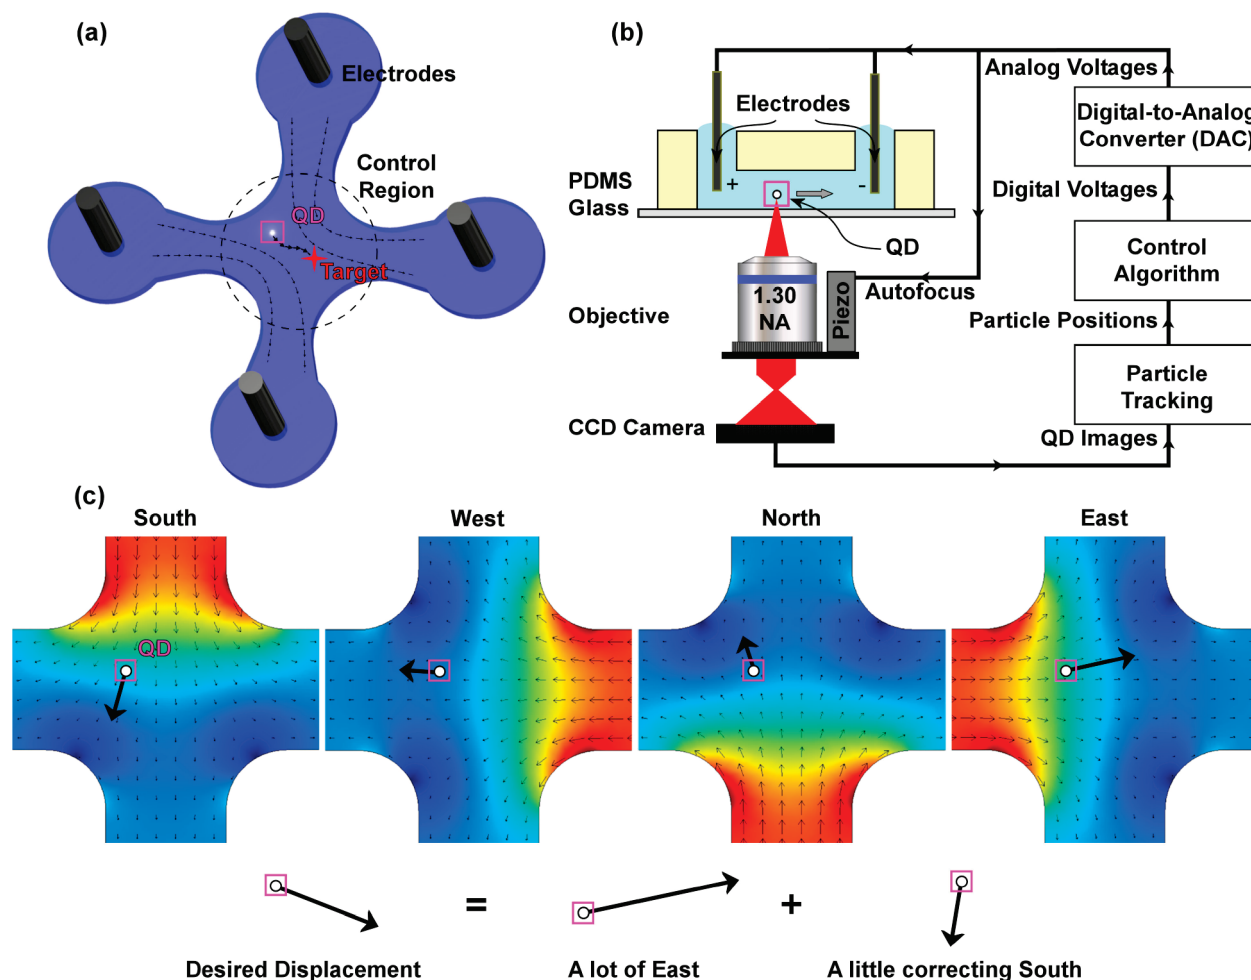 (a)
Electrodes
Control
Region
QD
Target
(b)
Analog Voltages
Electrodes
Digital-to-Analog
Converter (DAC)
+
-
PDMS
Glass
Digital Voltages
QD
Control
Algorithm
Autofocus
1.30
NA
Piezo
Objective
Particle Positions
Particle
Tracking
CCD Camera
QD Images
(c)
South
West
North
East
QD
=
+
Desired Displacement
A lot of East
A little correcting South